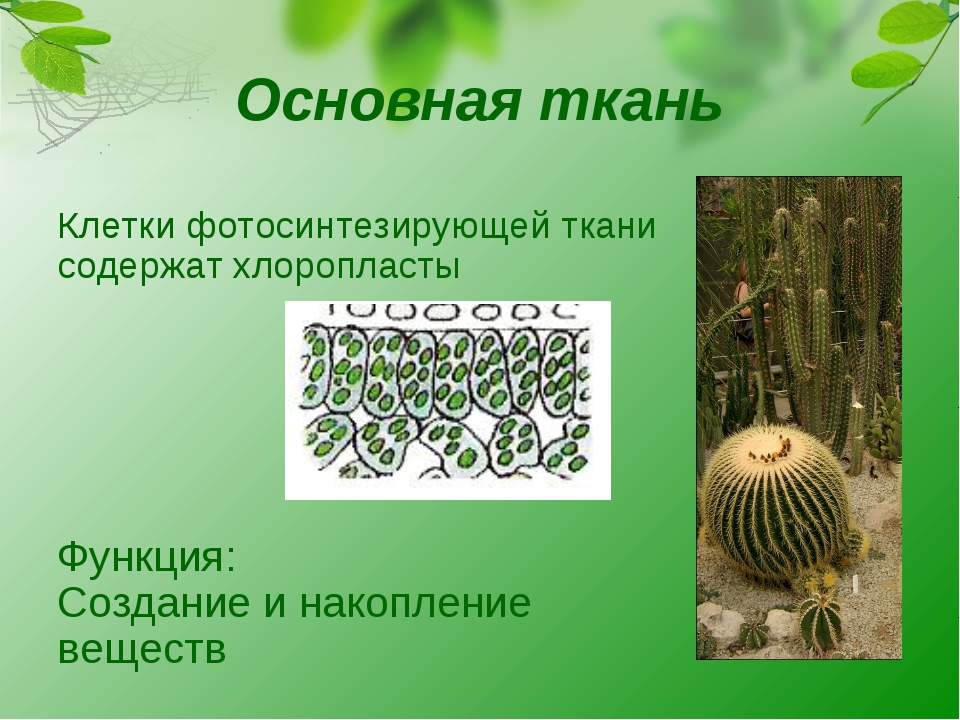 Основная ткань
Клетки фотосинтезирующей ткани
содержат хлоропласты
Функция:
Создание и накопление
веществ